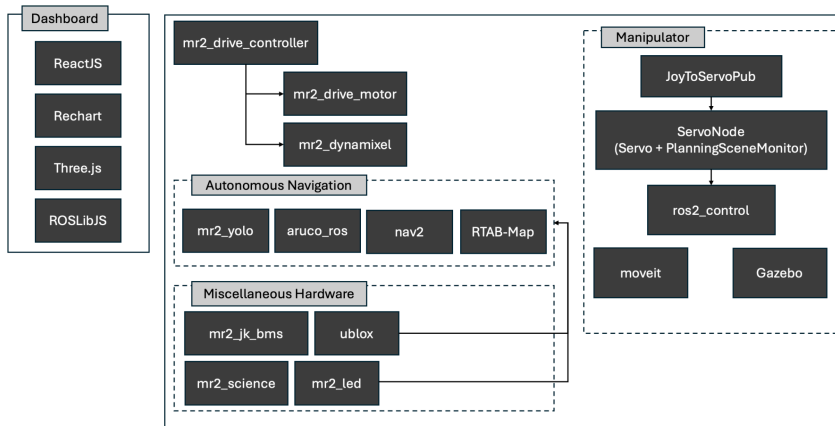 Dashboard
ReactJS
Rechart
Three.js
ROSLibJS
mr2_drive_controller
mr2_drive_motor
mr2_dynamixel
Autonomous Navigation
mr2_yolo
aruco_ros
nav2
RTAB-Map
Miscellaneous Hardware
mr2_jk_bms
ublox
mr2_science
mr2_led
Manipulator
JoyToServoPub
ServoNode
(Servo + PlanningSceneMonitor)
ros2_control
moveit
Gazebo